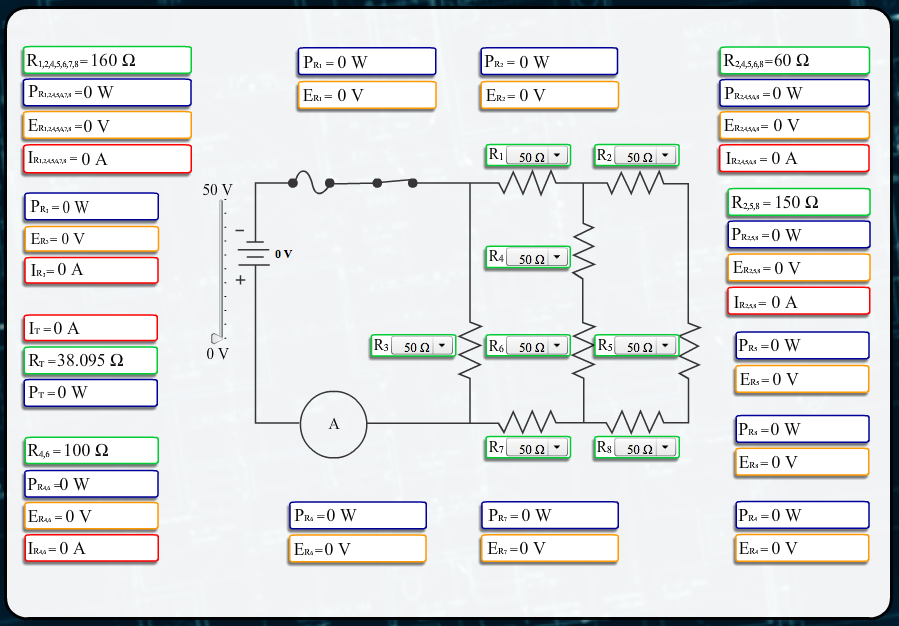 R1,2,4,5,6,7,8= 160 Ω
PR1,2,4,5,6,7,8 =0 W
ER1,2,4,5,6,7,8 =0 V
IR1,2,4,5,6,7,8 = 0 A
PR1 = 0 W
ER1 = 0 V
PR2 = 0 W
ER2 = 0 V
R2,4,5,6,8=60 Ω
PR2,4,5,6,8 =0 W
ER2,4,5,6,8 =0 V
IR2,4,5,6,8 = 0 A
PR3 = 0 W
ER3 = 0 V
IR3 = 0 A
IT = 0 A
RT =38.095 Ω
PT = 0 W
R4,6 = 100 Ω
PR4,6 =0 W
ER4,6 = 0 V
IR4,6 =0 A
50 V
0 V
−
+
0 V
R1 50 Ω
R2 50 Ω
R4 50 Ω
R3 50 Ω
R6 50 Ω
R5 50 Ω
A
R7 50 Ω
R8 50 Ω
R2,5,8 = 150 Ω
PR2,5,8 =0 W
ER2,5,8 = 0 V
IR2,5,8 = 0 A
PR5 =0 W
ER5 = 0 V
PR8 =0 W
ER8 = 0 V
PR6 =0 W
ER6 =0 V
PR7 =0 W
ER7 =0 V
PR4 =0 W
ER4 =0 V